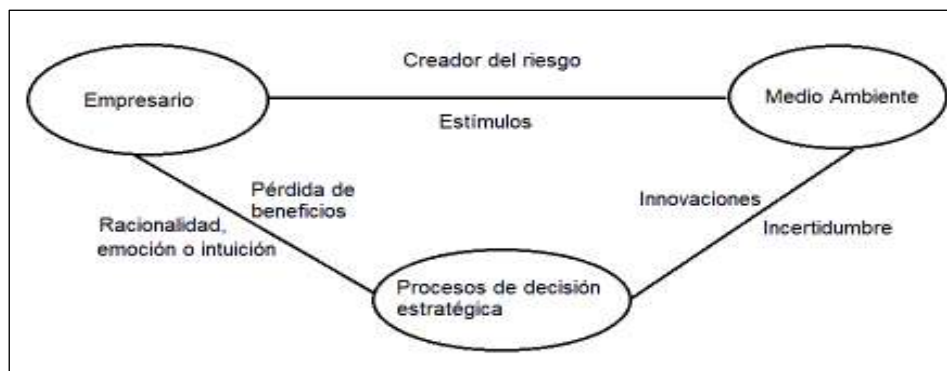 Creador del riesgo
Empresario
Medio Ambiente
Estímulos
Pérdida de
beneficios
Innovaciones
Racionalidad,
emoción o intuición
Incertidumbre
Procesos de decisión
estratégica